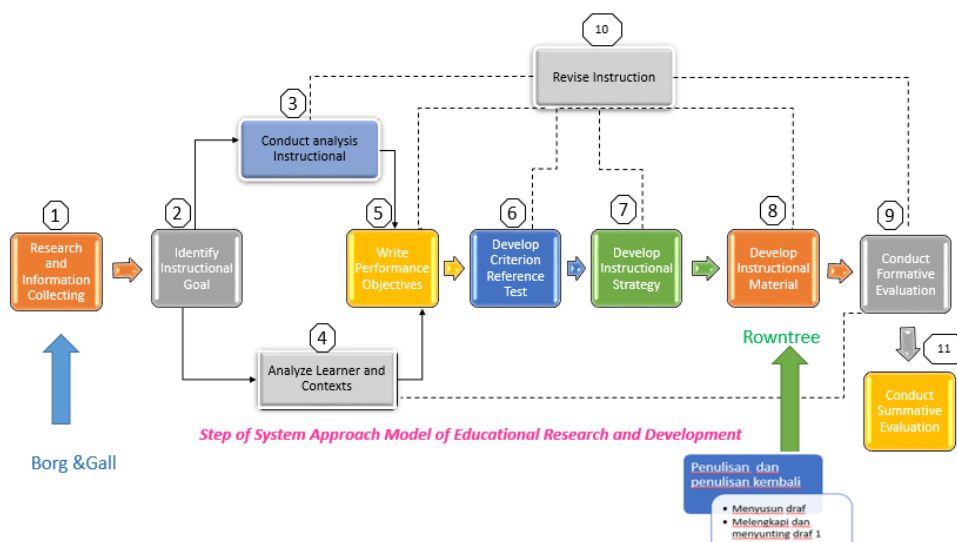 10
Revise Instruction
3
Conduct analysis
Instructional
1
2
5
6
7
8
9
Research
and
Information
Collecting
Identify
Instructional
Goal
Write
Performance
Objectives
Develop
Criterion
Reference
Test
Develop
Instructional
Strategy
Develop
Instructional
Material
Conduct
Formative
Evaluation
4
Analyze Learner and
Contexts
Rowntree
11
Conduct
Summative
Evaluation
Step of System Approach Model of Educational Research and Development
Borg &Gall
Penulisan dan
penulisan kembali
• Menyusun draf
• Melengkapi dan
menyunting draf 1